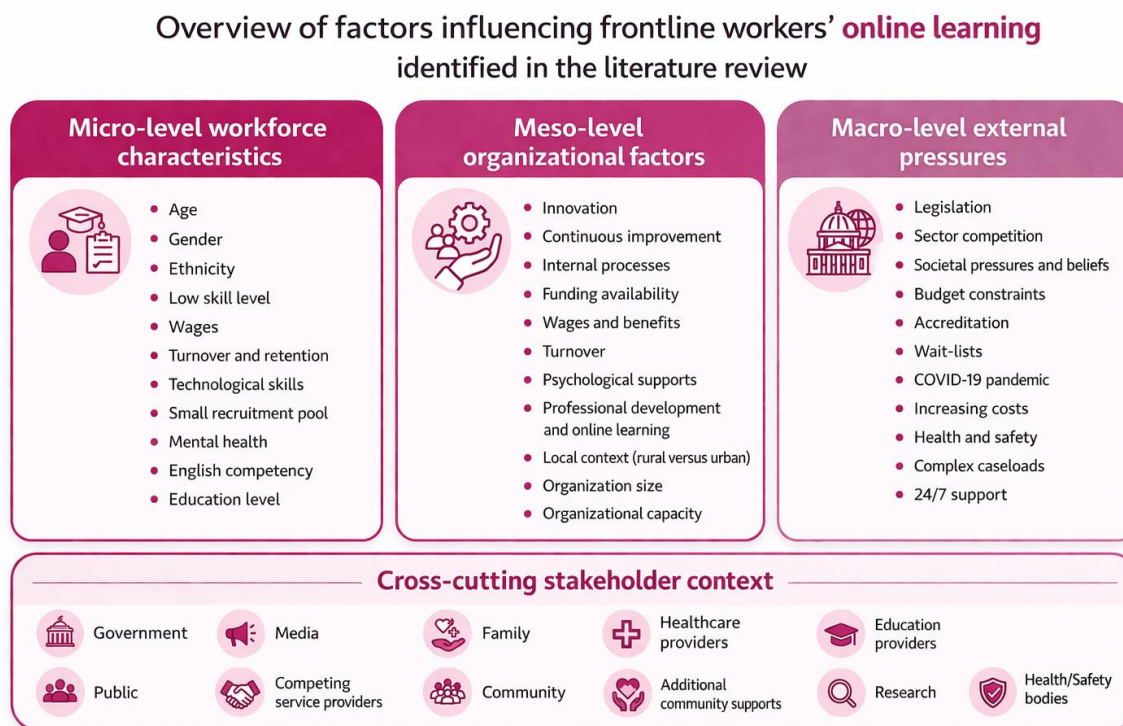 Overview of factors influencing frontline workers’ online learning
identified in the literature review
Micro-level workforce
characteristics
Age
Gender
Ethnicity
Low skill level
Wages
Turnover and retention
Technological skills
Small recruitment pool
Mental health
English competency
Education level
Meso-level
organizational factors
Innovation
Continuous improvement
Internal processes
Funding availability
Wages and benefits
Turnover
Psychological supports
Professional development
and online learning
Local context (rural versus urban)
Organization size
Organizational capacity
Macro-level external
pressures
Legislation
Sector competition
Societal pressures and beliefs
Budget constraints
Accreditation
Wait-lists
COVID-19 pandemic
Increasing costs
Health and safety
Complex caseloads
24/7 support
Cross-cutting stakeholder context
Government
Media
Family
Healthcare
providers
Education
providers
Public
Competing
service providers
Community
Additional
community supports
Research
Health/Safety
bodies